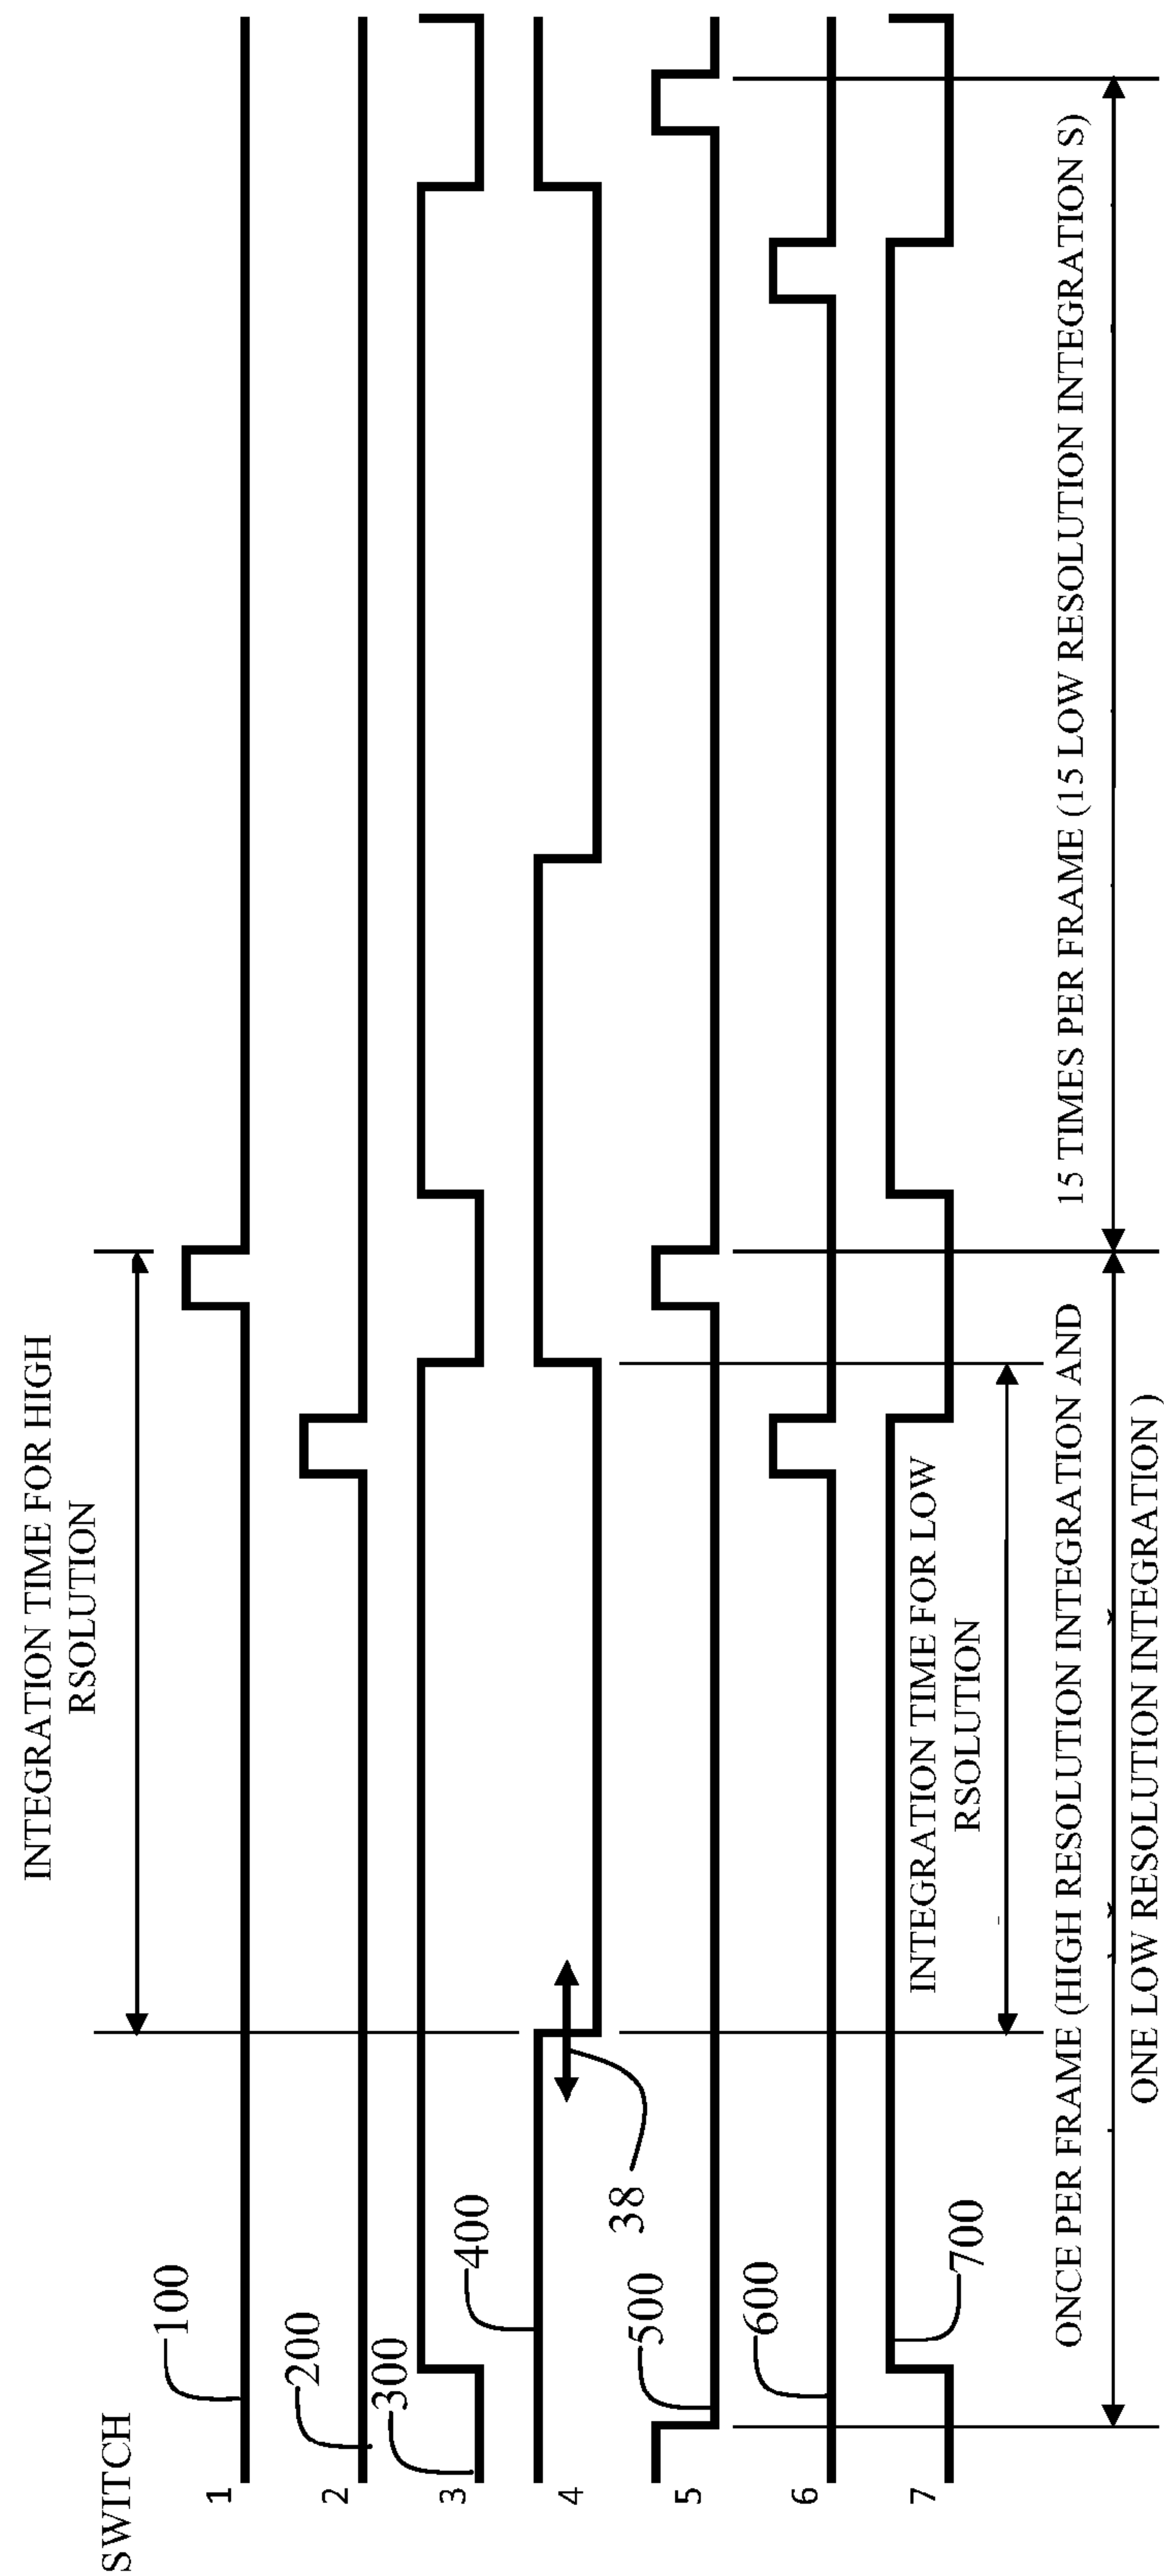 INTEGRATION TIME FOR HIGH
RSOLUTION
SWITCH
1
100
2
200
3
300
4
400
38
5
500
6
600
7
700
INTEGRATION TIME FOR LOW
RSOLUTION
ONCE PER FRAME (HIGH RESOLUTION INTEGRATION AND
ONE LOW RESOLUTION INTEGRATION )
15 TIMES PER FRAME (15 LOW RESOLUTION INTEGRATION S)